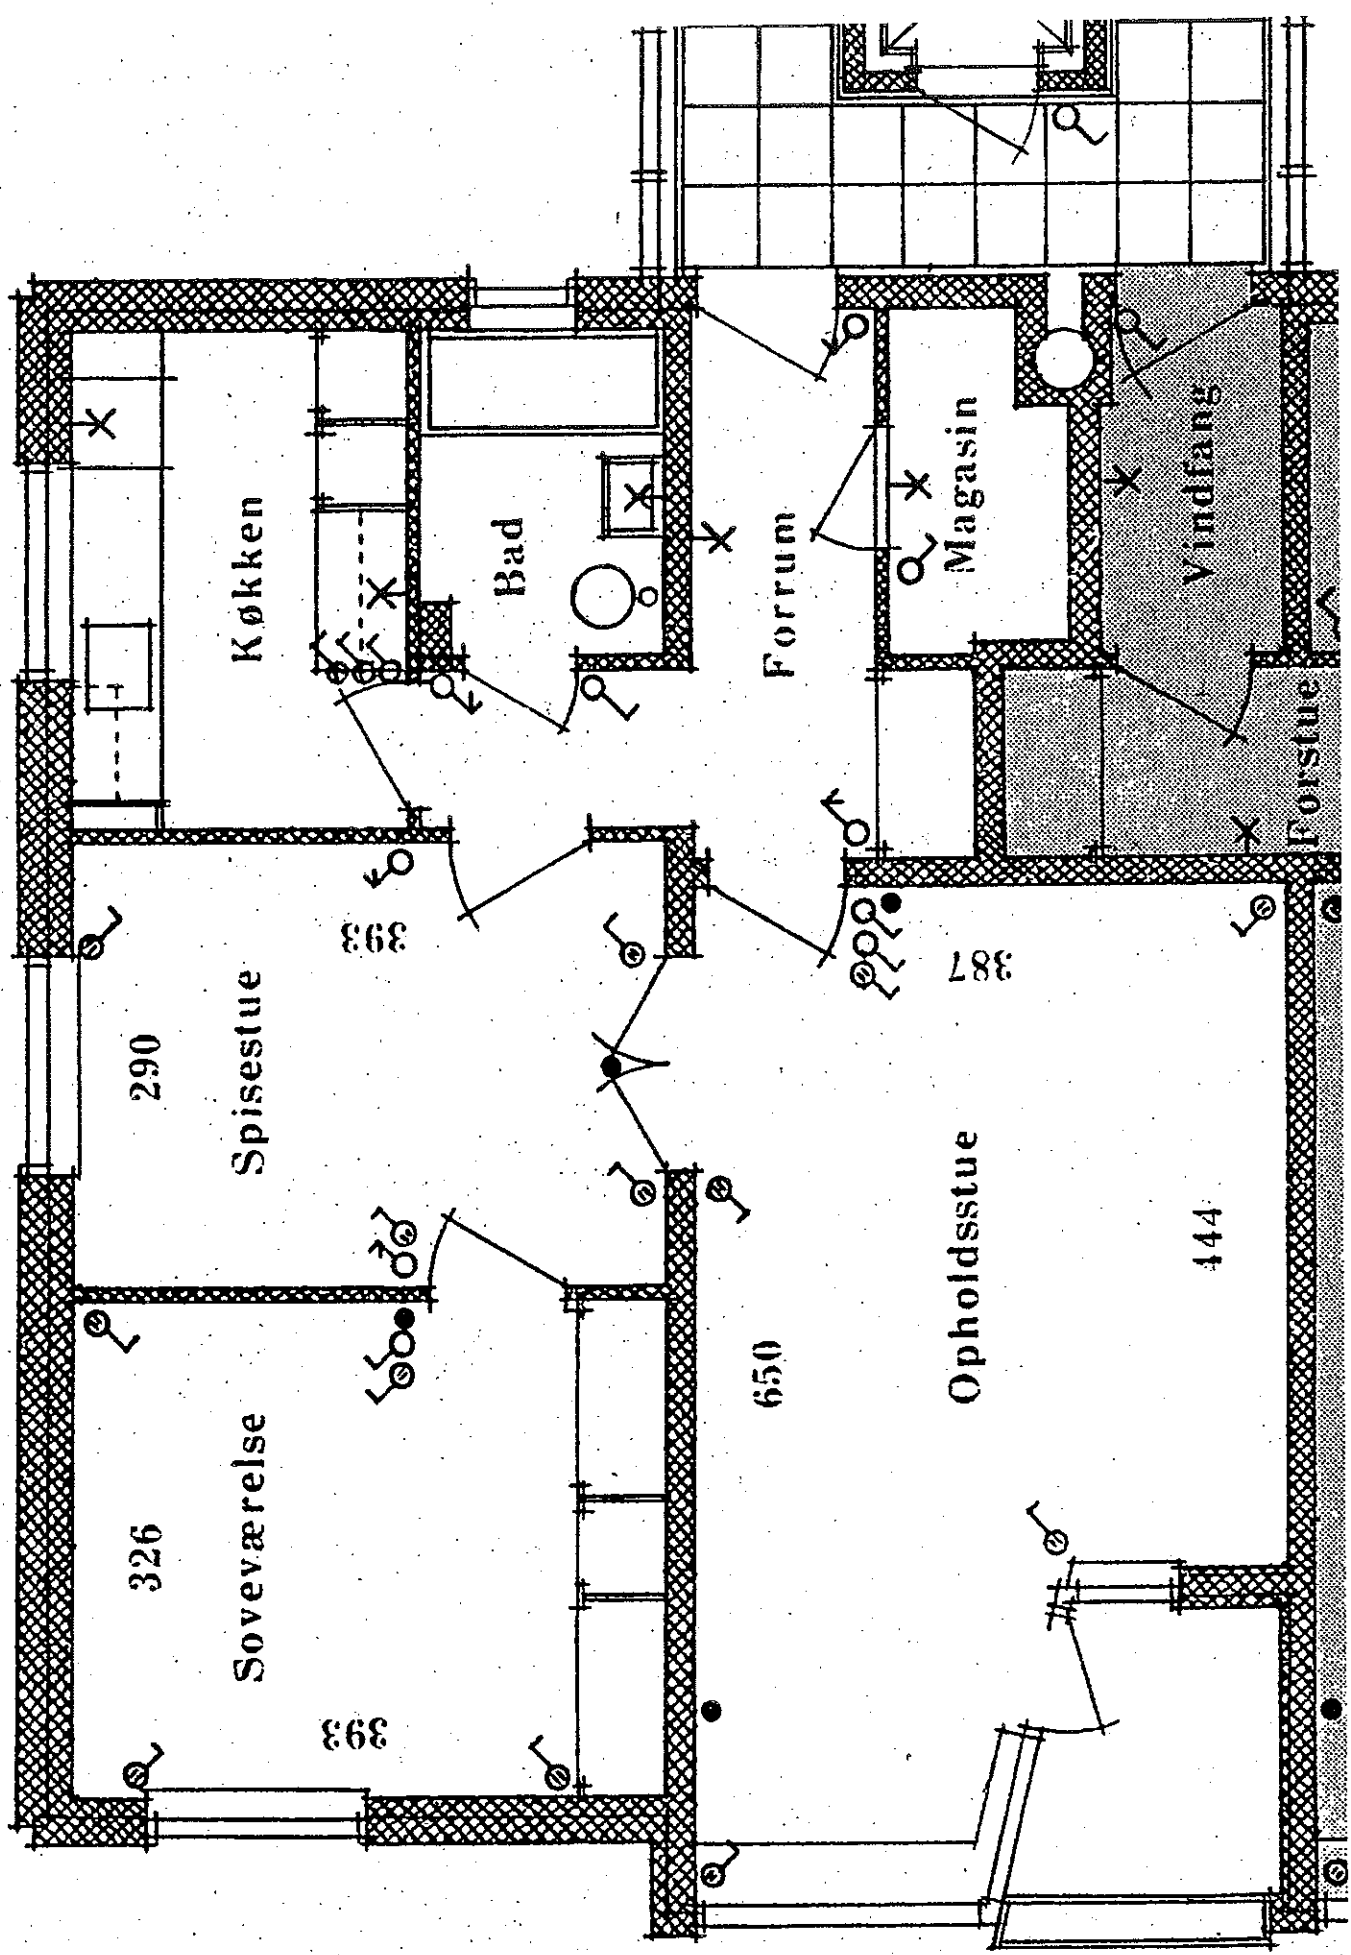 Køkken
Bad
Forrum
Magasin
Vindfang
Forstue
Spisestue
290
393
Opholdsstue
387
444
650
Soveværelse
326
393